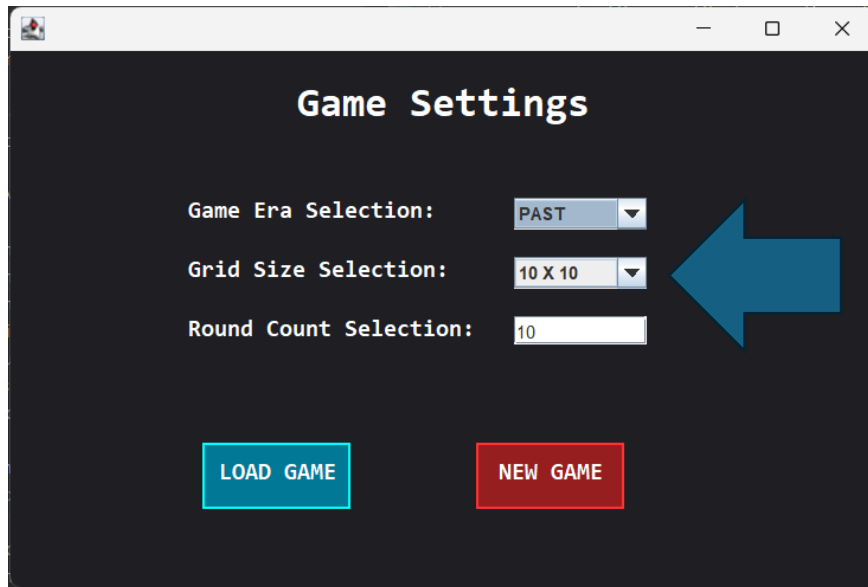 Game Settings
Game Era Selection: PAST
Grid Size Selection: 10 X 10
Round Count Selection: 10
LOAD GAME NEW GAME